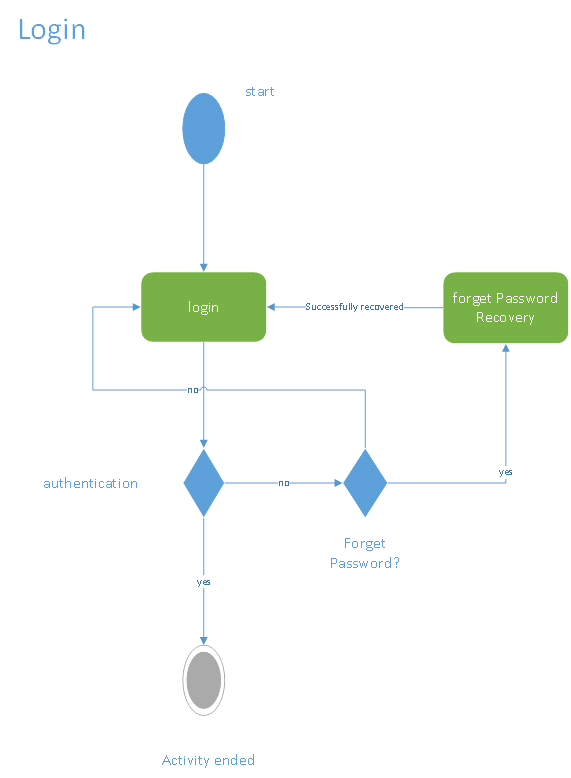 Login
start
login
Successfully recovered
forget Password
Recovery
no
authentication
no
yes
Forget
Password?
yes
Activity ended